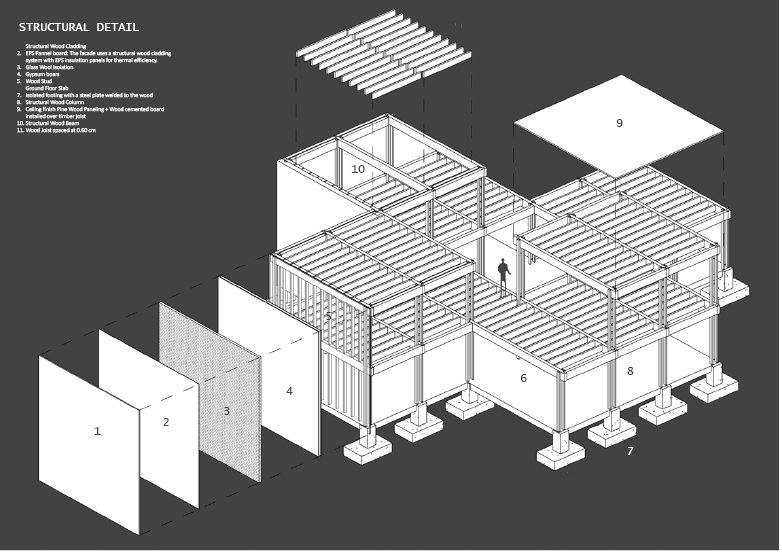 STRUCTURAL DETAIL
Structural Wood Cladding
2. EPS Pannel board: The facade uses a structural wood cladding
system with EPS insulation panels for thermal efficiency.
3. Glass Wool Isolation
4. Gypsum board
5. Wood Stud
Ground Floor Slab
7. Isolated footing with a steel plate welded to the wood
8. Structural Wood Column
9. Ceiling finish Pine Wood Paneling + Wood cemented board
installed over timber joist
10. Structural Wood Beam
11. Wood Joist spaced at 0.60 cm
9
10
5
6
8
4
3
2
1
7